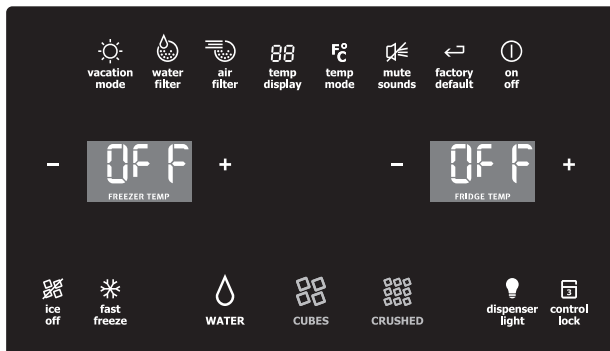 88 F°C
vacation mode water filter air filter temp display temp mode mute sounds factory default on off
- OFF + - OFF +
FREEZER TEMP FRIDGE TEMP
3
ice off fast freeze WATER CUBES CRUSHED dispenser light control lock